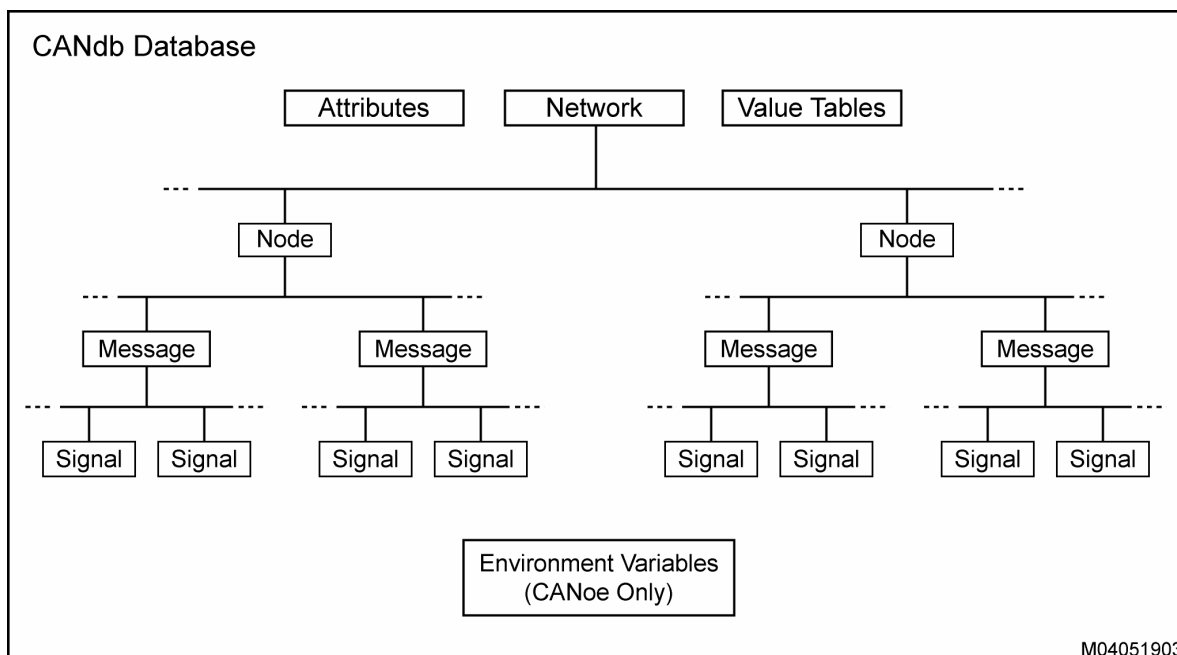 CANdb Database
Attributes
Network
Value Tables
Node
Node
Message
Message
Message
Message
Signal
Signal
Signal
Signal
Signal
Signal
Signal
Signal
Environment Variables
(CANoe Only)
M04051903